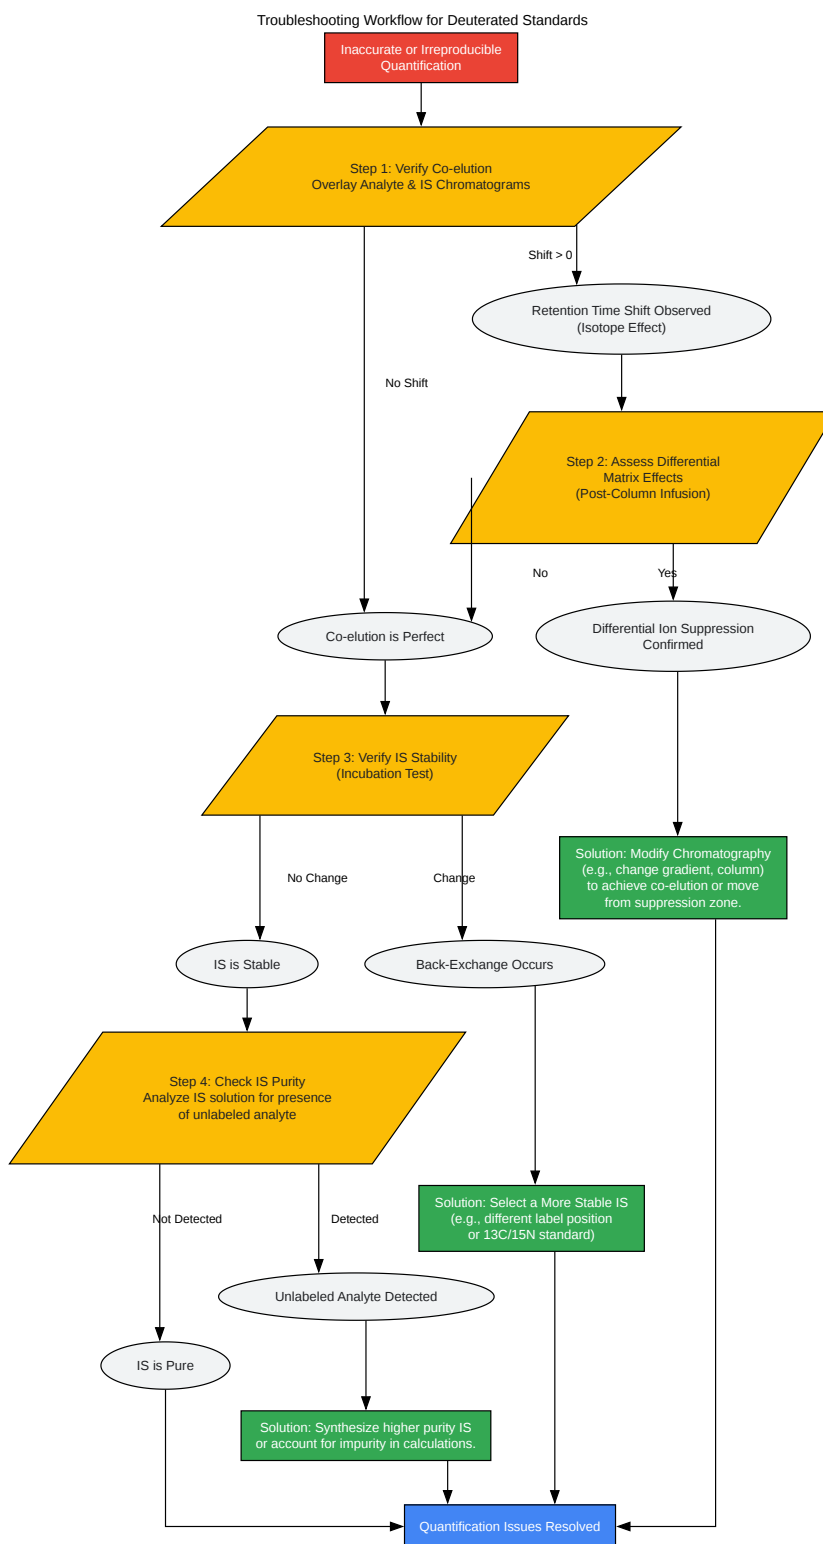 Troubleshooting Workflow for Deuterated Standards
Inaccurate or Irreproducible
Quantification
Step 1: Verify Co-elution
Overlay Analyte & IS Chromatograms
Shift > 0
Retention Time Shift Observed
(Isotope Effect)
No Shift
Step 2: Assess Differential
Matrix Effects
(Post-Column Infusion)
No
Yes
Co-elution is Perfect
Differential Ion Suppression
Confirmed
Step 3: Verify IS Stability
(Incubation Test)
Solution: Modify Chromatography
(e.g., change gradient, column)
to achieve co-elution or move
from suppression zone.
No Change
Change
IS is Stable
Back-Exchange Occurs
Step 4: Check IS Purity
Analyze IS solution for presence
of unlabeled analyte
Solution: Select a More Stable IS
(e.g., different label position
or 13C/15N standard)
Not Detected
Detected
Unlabeled Analyte Detected
IS is Pure
Solution: Synthesize higher purity IS
or account for impurity in calculations.
Quantification Issues Resolved